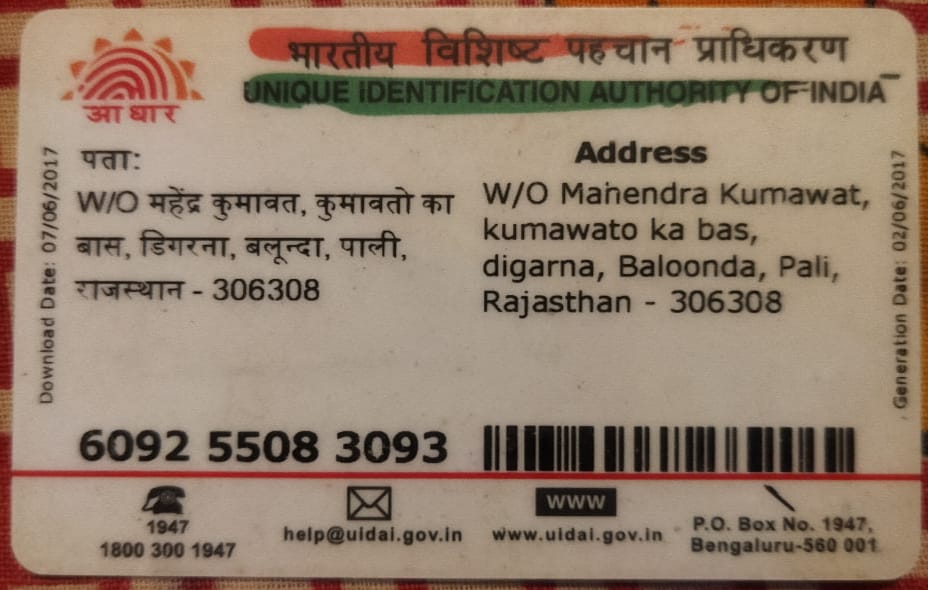 भारतीय विशिष्ट पहचान प्राधिकरण
UNIQUE IDENTIFICATION AUTHORITY OF INDIA
आधार
Download Date: 07/06/2017
पता:
W/O महेंद्र कुमावत, कुमावतो का
बास, डिगरना, बलून्दा, पाली,
राजस्थान - 306308
Address
W/O Mahendra Kumawat,
kumawato ka bas,
digarna, Baloonda, Pali,
Rajasthan - 306308
Generation Date: 02/06/2017
6092 5508 3093
1947
1800 300 1947
help@uidai.gov.in
www
www.uidai.gov.in
P.O. Box No. 1947,
Bengaluru-560 001